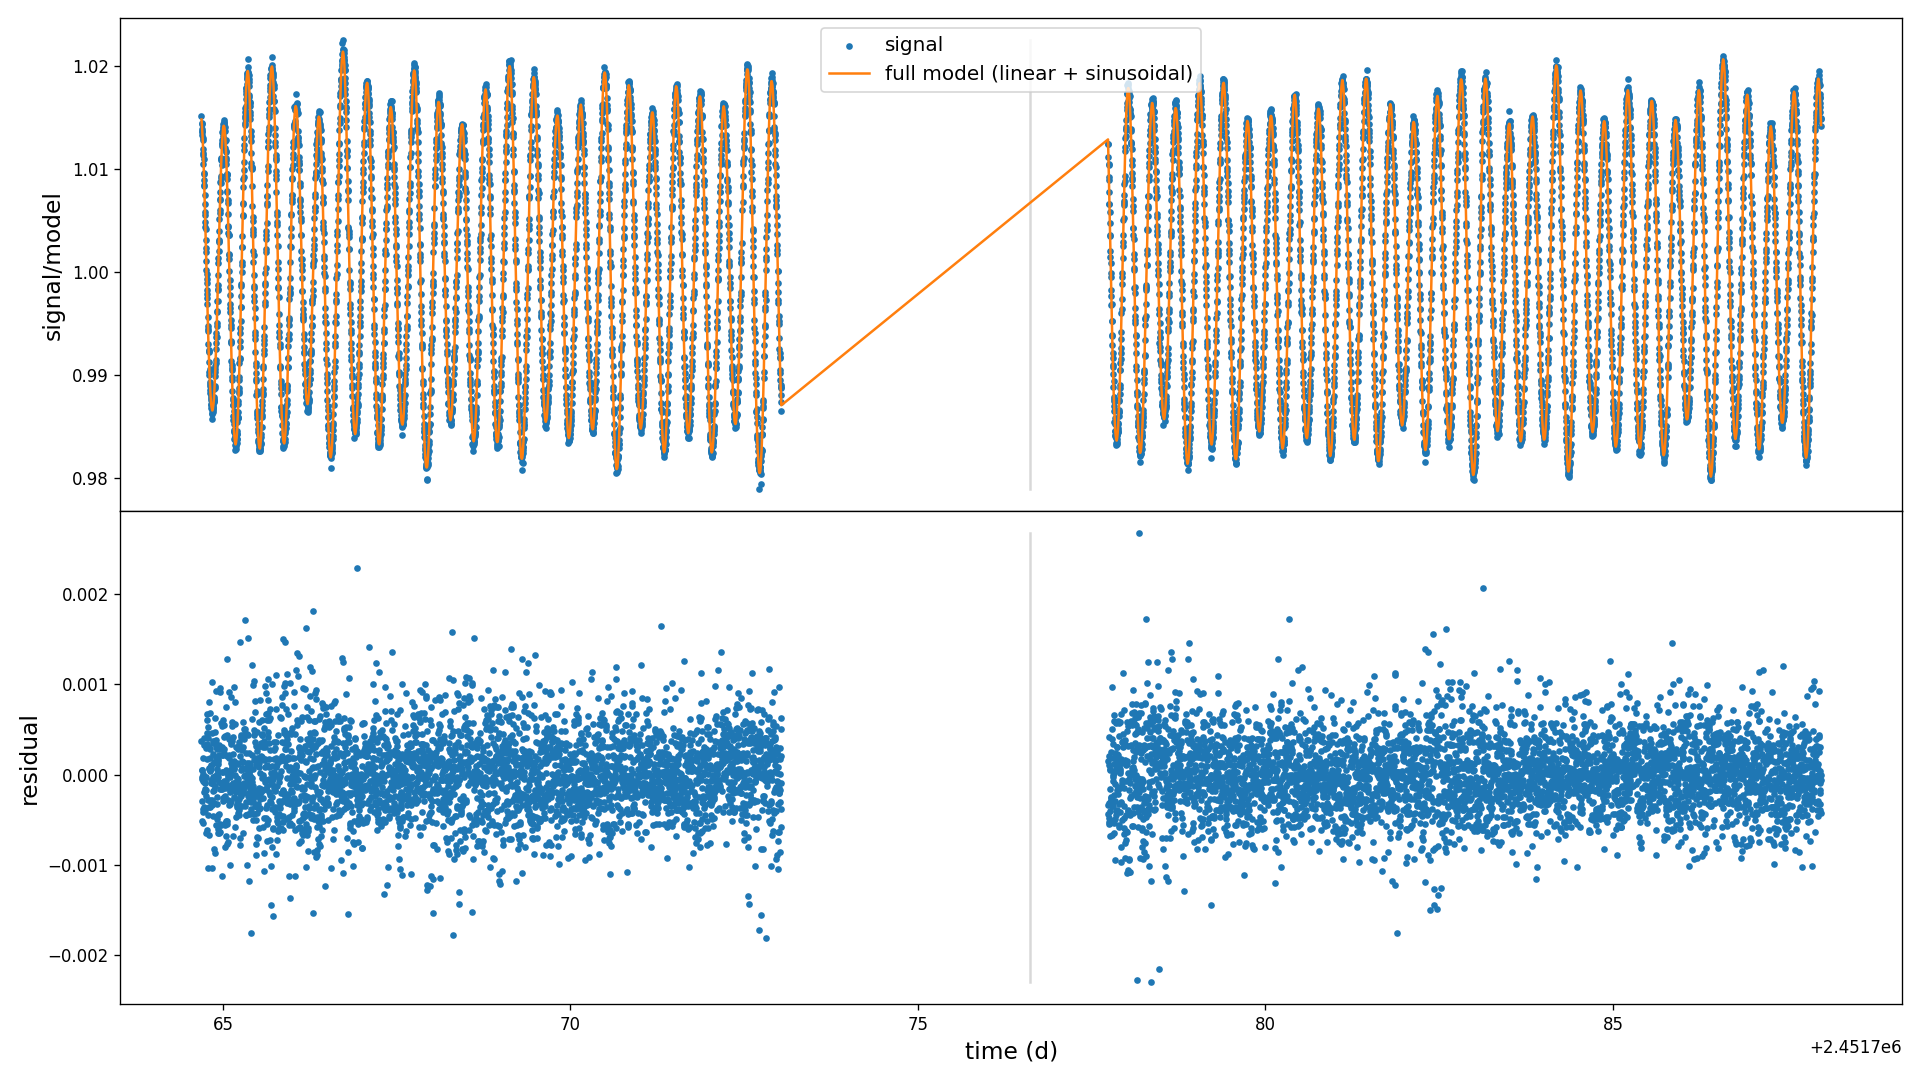 signal
full model (linear + sinusoidal)
1.02
1.01
1.00
0.99
0.98
signal/model
0.002
0.001
0.000
−0.001
−0.002
residual
65
70
75
80
85
time (d)
+2.4517e6